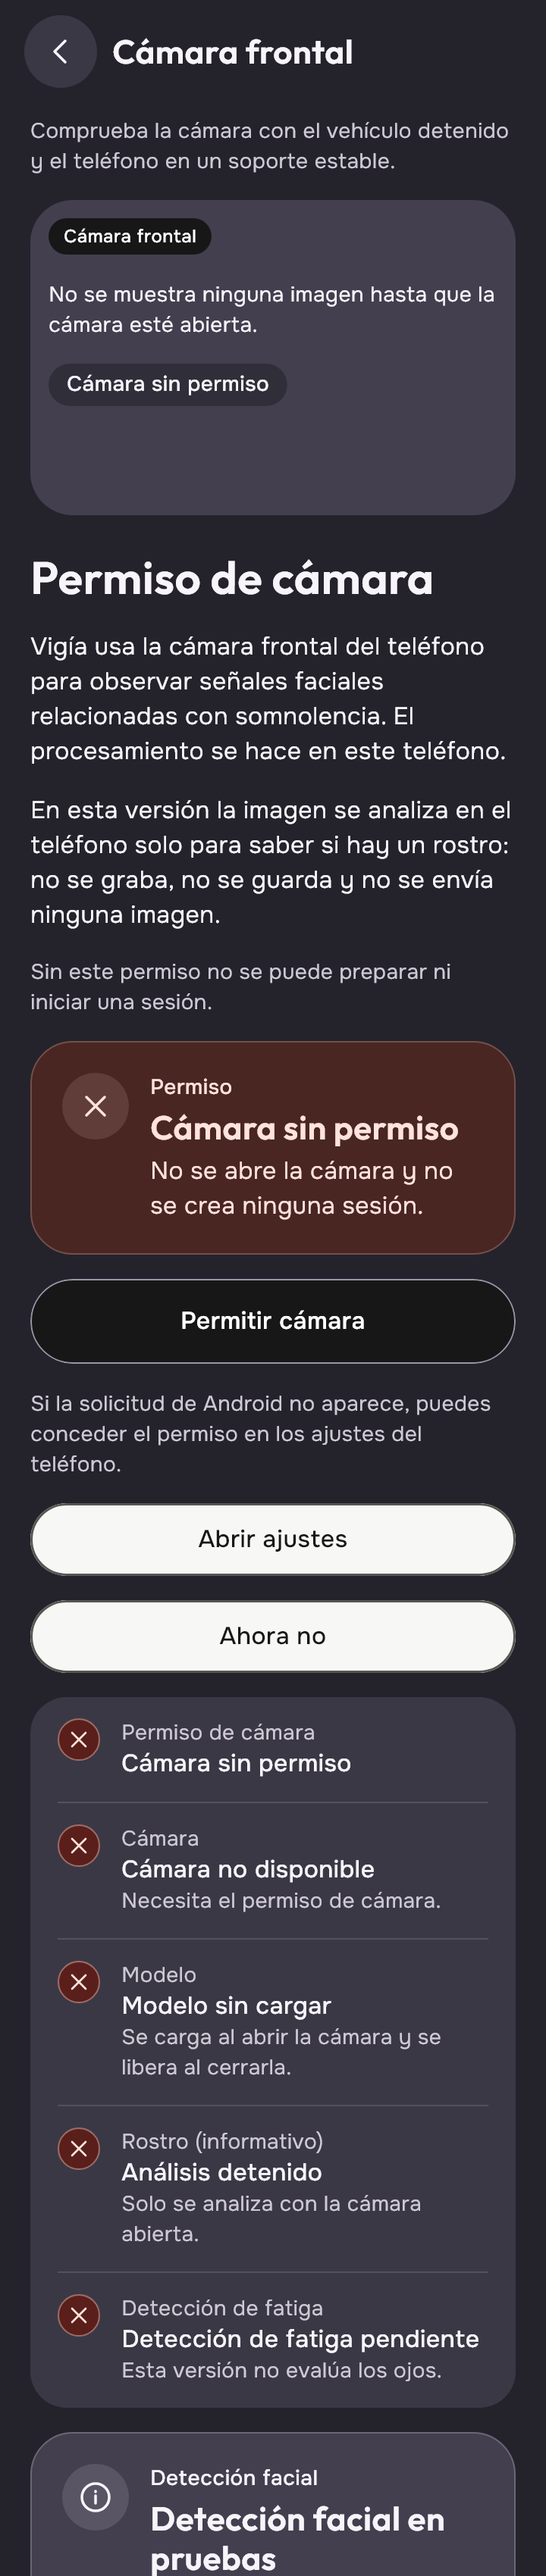 Cámara frontal
Comprueba la cámara con el vehículo detenido
y el teléfono en un soporte estable.
Cámara frontal
No se muestra ninguna imagen hasta que la
cámara esté abierta.
Cámara sin permiso
Permiso de cámara
Vigía usa la cámara frontal del teléfono
para observar señales faciales
relacionadas con somnolencia. El
procesamiento se hace en este teléfono.
En esta versión la imagen se analiza en el
teléfono solo para saber si hay un rostro:
no se graba, no se guarda y no se envía
ninguna imagen.
Sin este permiso no se puede preparar ni
iniciar una sesión.
Permiso
Cámara sin permiso
No se abre la cámara y no
se crea ninguna sesión.
Permitir cámara
Si la solicitud de Android no aparece, puedes
conceder el permiso en los ajustes del
teléfono.
Abrir ajustes
Ahora no
Permiso de cámara
Cámara sin permiso
Cámara
Cámara no disponible
Necesita el permiso de cámara.
Modelo
Modelo sin cargar
Se carga al abrir la cámara y se
libera al cerrarla.
Rostro (informativo)
Análisis detenido
Solo se analiza con la cámara
abierta.
Detección de fatiga
Detección de fatiga pendiente
Esta versión no evalúa los ojos.
Detección facial
Detección facial en
pruebas